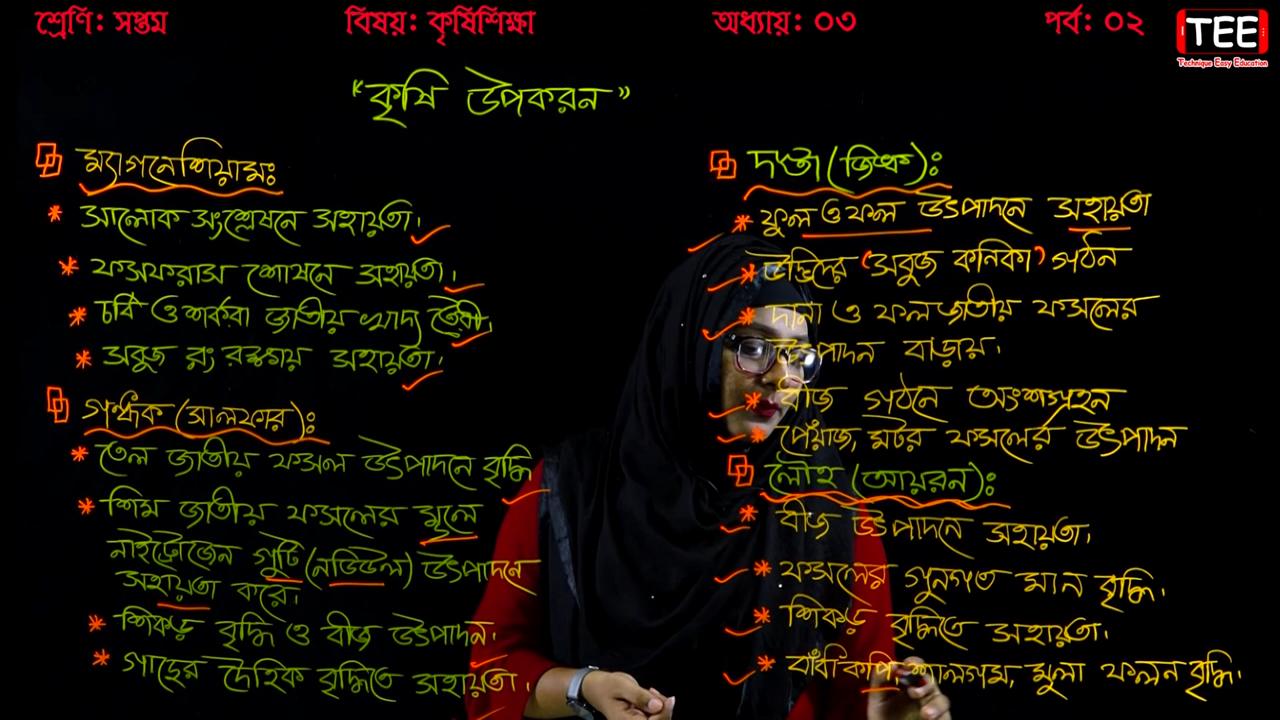 শ্রেণি: সপ্তম
বিষয়: কৃষিশিক্ষা
অধ্যায়: ০৩
পর্ব: ০২
TEE
Technique Easy Education
"কৃষি উপকরন"
ম্যাগনেশিয়ামঃ
* সালোক সংশ্লেষনে সহায়তা।
* ফসফরাস শোষনে সহায়তা।
* চর্বি ও শর্করা জাতীয় খাদ্য তৈরী।
* সবুজ রং রক্ষায় সহায়তা।
গন্ধক (সালফার)ঃ
* তেল জাতীয় ফসল উৎপাদনে বৃদ্ধি
* শিম জাতীয় ফসলের মূলে
নাইট্রোজেন গুটি (নডিউল) উৎপাদনে
সহায়তা করে।
* শিকড় বৃদ্ধি ও বীজ উৎপাদন।
* গাছের দৈহিক বৃদ্ধিতে সহায়তা।
দস্তা (জিংক)ঃ
* ফুল ও ফল উৎপাদনে সহায়তা
* উদ্ভিদের 'সবুজ কনিকা' গঠন
* দানা ও ফল জাতীয় ফসলের
উৎপাদন বাড়ায়।
* বীজ গঠনে অংশগ্রহন
* পেঁয়াজ, মটর ফসলের উৎপাদন
লৌহ (আয়রন)ঃ
* বীজ উৎপাদনে সহায়তা।
* ফসলের গুনগত মান বৃদ্ধি।
* শিকড় বৃদ্ধিতে সহায়তা।
* বাঁধাকপি, শালগম, মুলা ফলন বৃদ্ধি।